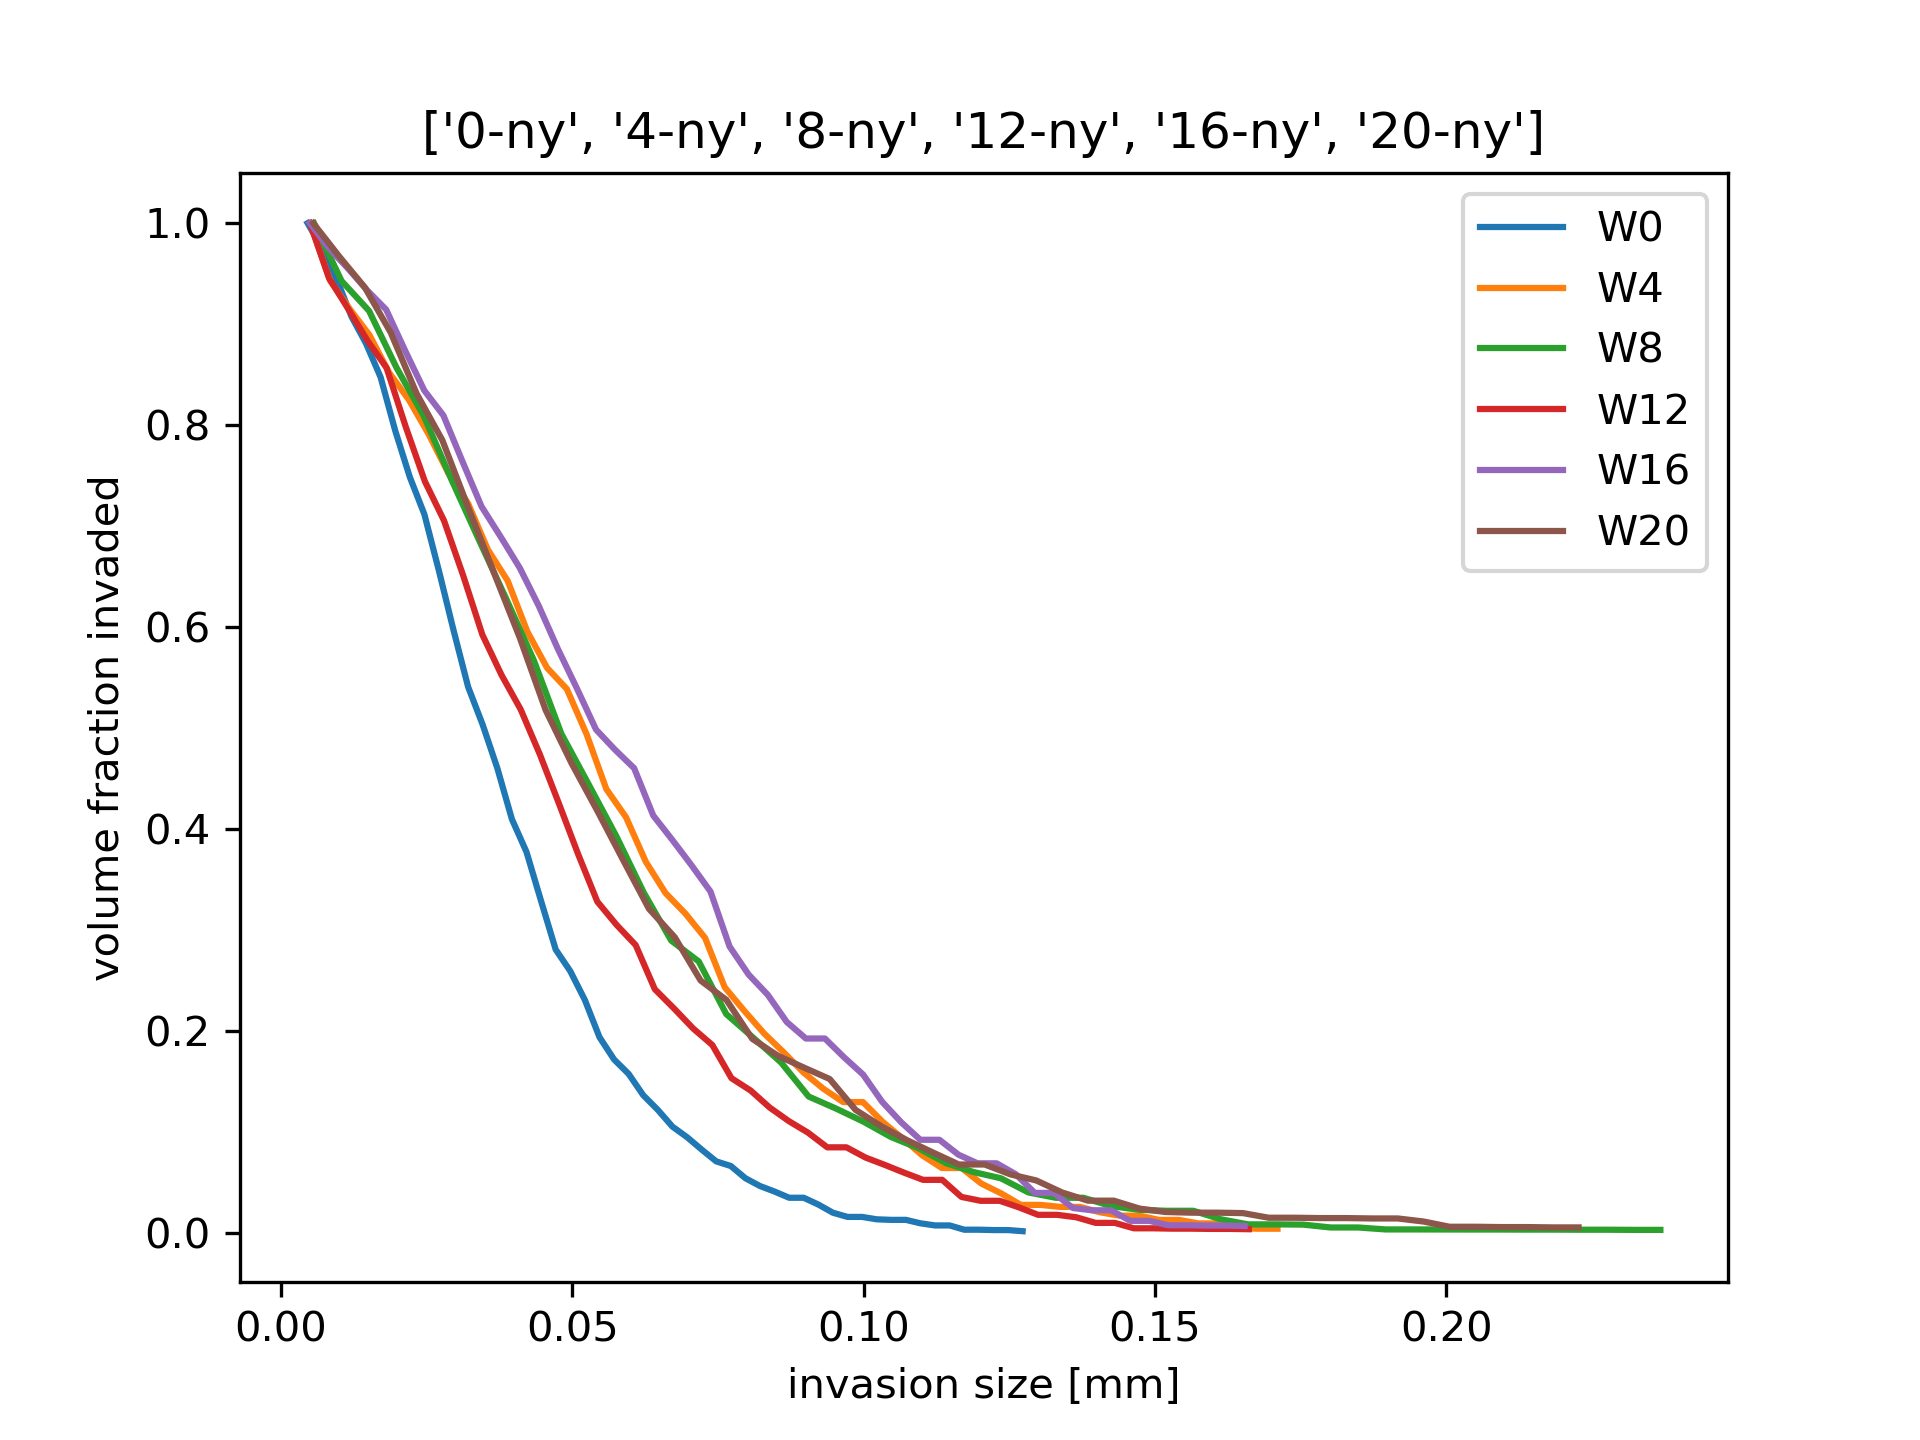 ['0-ny', '4-ny', '8-ny', '12-ny', '16-ny', '20-ny']
1.0
0.8
0.6
0.4
0.2
0.0
volume fraction invaded
W0
W4
W8
W12
W16
W20
0.00 0.05 0.10 0.15 0.20
invasion size [mm]